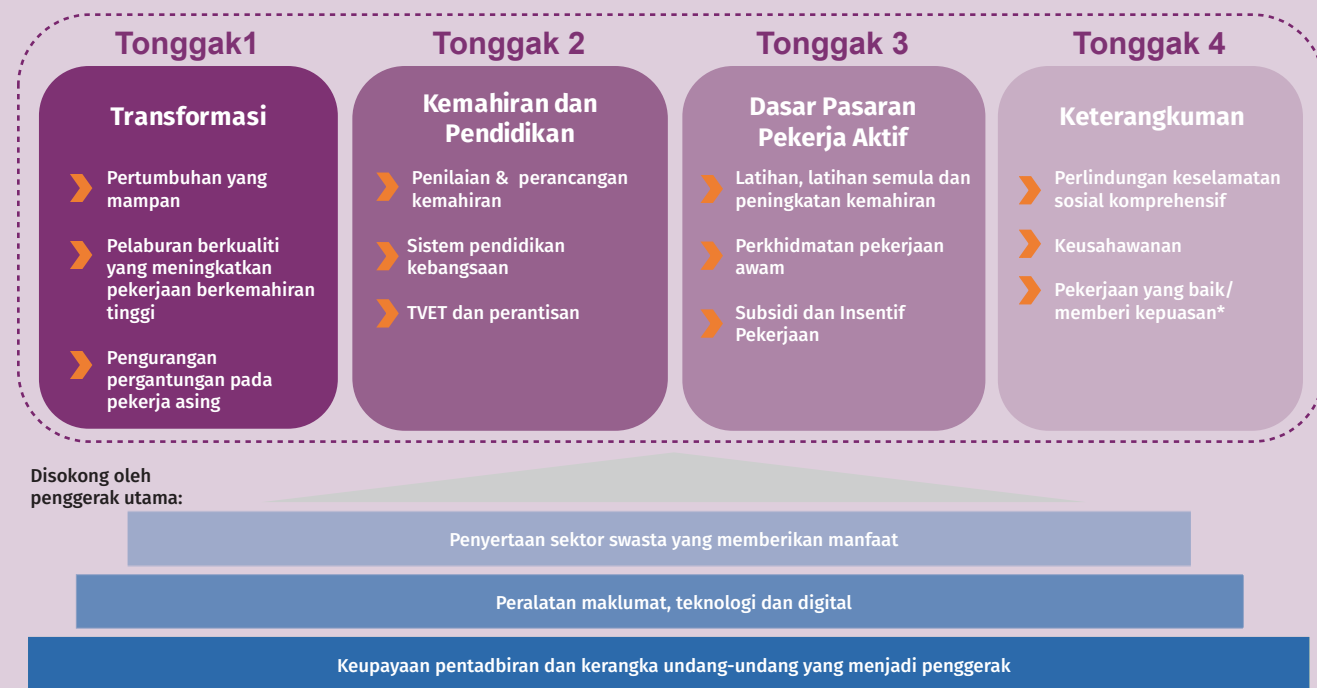 Tonggak1
Transformasi
Pertumbuhan yang
mampan
Pelaburan berkualiti
yang meningkatkan
pekerjaan berkemahiran
tinggi
Pengurangan
pergantungan pada
pekerja asing
Tonggak 2
Kemahiran dan
Pendidikan
Penilaian & perancangan
kemahiran
Sistem pendidikan
kebangsaan
TVET dan perantisan
Tonggak 3
Dasar Pasaran
Pekerja Aktif
Latihan, latihan semula dan
peningkatan kemahiran
Perkhidmatan pekerjaan
awam
Subsidi dan Insentif
Pekerjaan
Tonggak 4
Keterangkuman
Perlindungan keselamatan
sosial komprehensif
Keusahawanan
Pekerjaan yang baik/
memberi kepuasan*
Disokong oleh
penggerak utama:
Penyertaan sektor swasta yang memberikan manfaat
Peralatan maklumat, teknologi dan digital
Keupayaan pentadbiran dan kerangka undang-undang yang menjadi penggerak